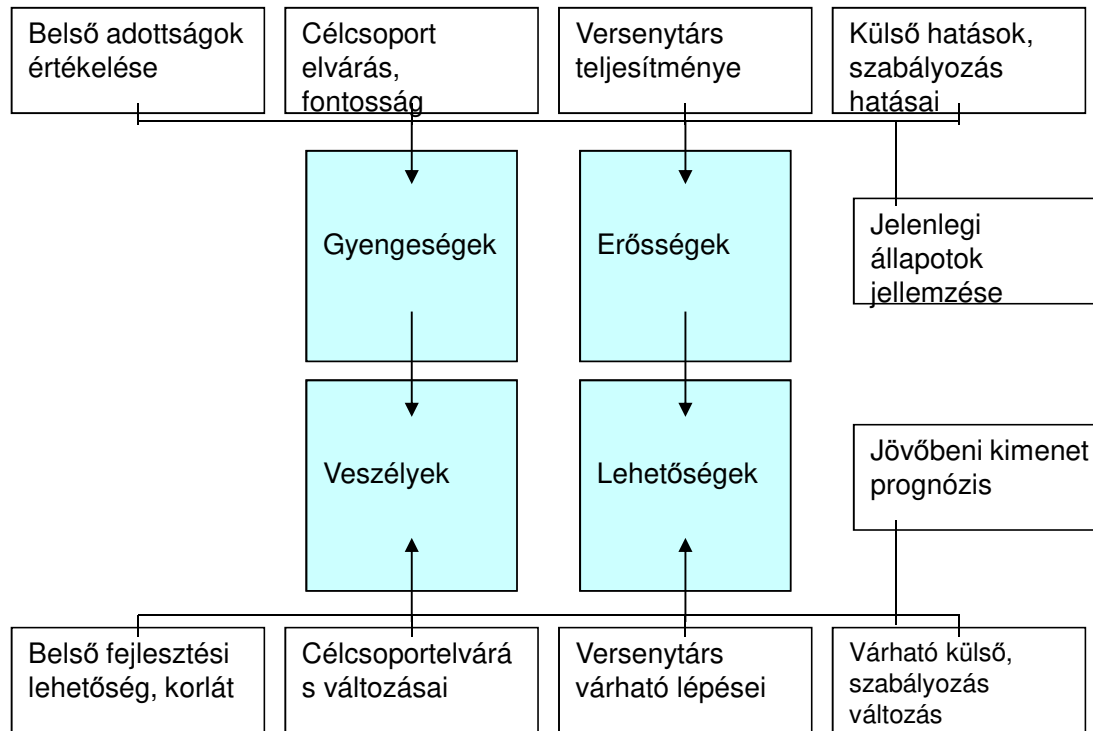 Belső adottságok
értékelése
Célcsoport
elvárás,
fontosság
Versenytárs
teljesítménye
Külső hatások,
szabályozás
hatásai
Gyengeségek
Erősségek
Jelenlegi
állapotok
jellemzése
Veszélyek
Lehetőségek
Jövőbeni kimenet
prognózis
Belső fejlesztési
lehetőség, korlát
Célcsoportelvárá
s változásai
Versenytárs
várható lépései
Várható külső,
szabályozás
változás